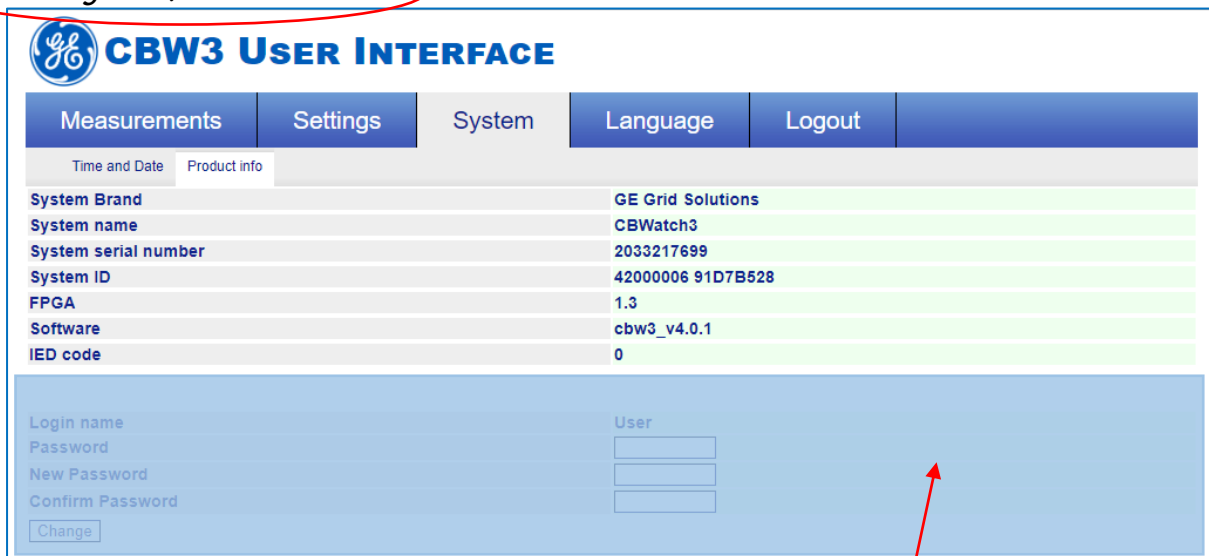 GE CBW3 USER INTERFACE
Measurements Settings System Language Logout
Time and Date Product info
System Brand GE Grid Solutions
System name CBWatch3
System serial number 2033217699
System ID 42000006 91D7B528
FPGA 1.3
Software cbw3_v4.0.1
IED code 0
Login name User
Password
New Password
Confirm Password
Change